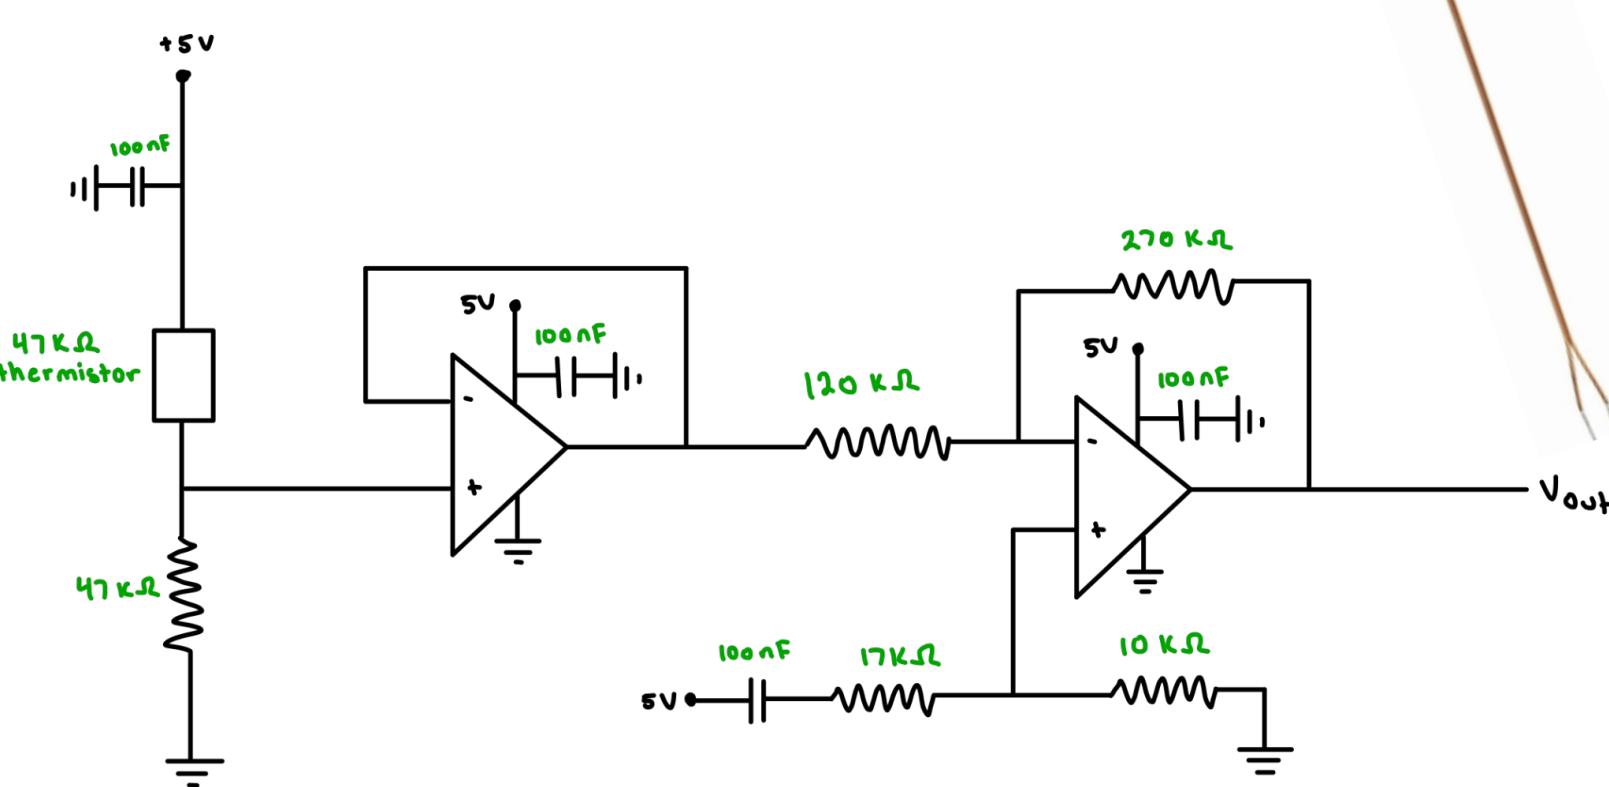 +5V
100nF
47KΩ
thermistor
47KΩ
5V
100nF
-
+
120 KΩ
270 KΩ
5V
100nF
-
+
Vout
100nF
17KΩ
10 KΩ
5V